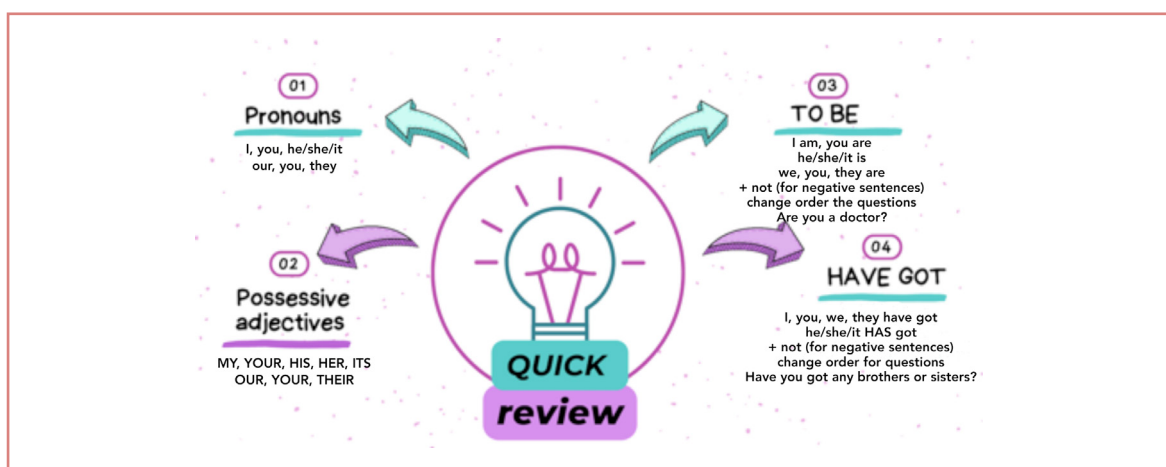 01
Pronouns
I, you, he/she/it
our, you, they
02
Possessive
adjectives
MY, YOUR, HIS, HER, ITS
OUR, YOUR, THEIR
03
TO BE
I am, you are
he/she/it is
we, you, they are
+ not (for negative sentences)
change order the questions
Are you a doctor?
04
HAVE GOT
I, you, we, they have got
he/she/it HAS got
+ not (for negative sentences)
change order for questions
Have you got any brothers or sisters?
QUICK
review